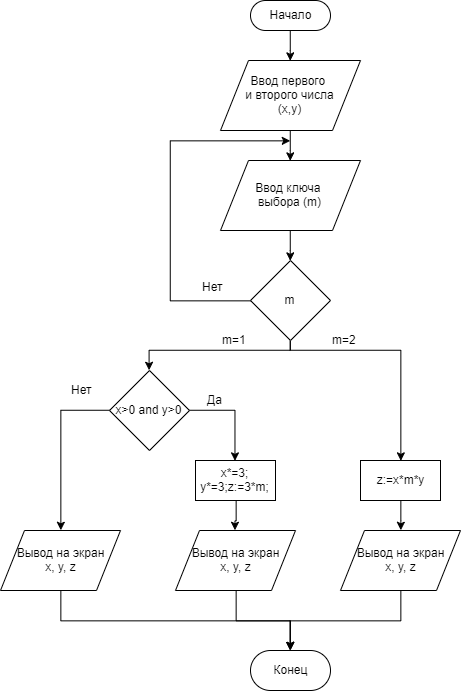 Начало
Ввод первого
и второго числа
(x,y)
Ввод ключа
выбора (m)
Нет
m
m=1
m=2
Нет
x>0 and y>0
Да
x*=3;
y*=3;z:=3*m;
z:=x*m*y
Вывод на экран
x, y, z
Вывод на экран
x, y, z
Вывод на экран
x, y, z
Конец